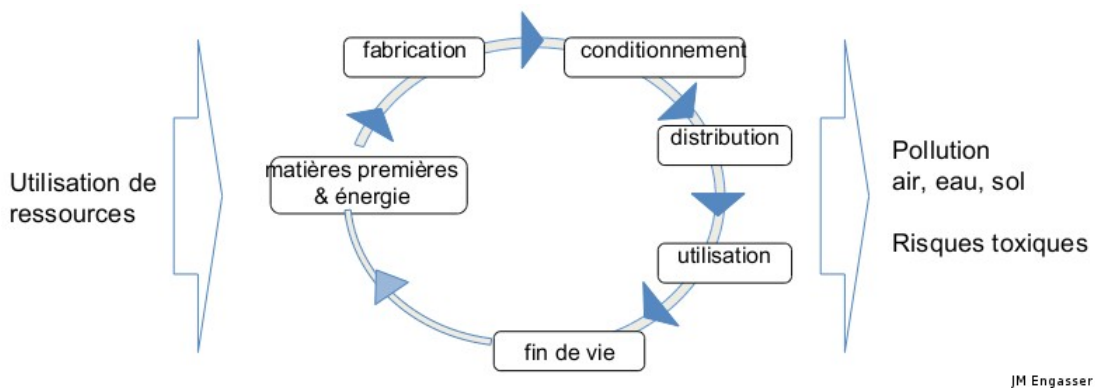 Utilisation de
ressources
fabrication
conditionnement
distribution
matières premières
& énergie
utilisation
fin de vie
Pollution
air, eau, sol
Risques toxiques
JM Engasser